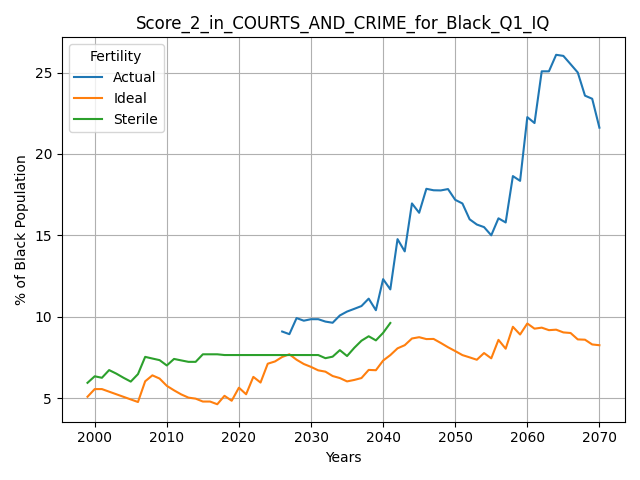 Score_2_in_COURTS_AND_CRIME_for_Black_Q1_IQ
Fertility
Actual
Ideal
Sterile
% of Black Population
25
20
15
10
5
2000 2010 2020 2030 2040 2050 2060 2070
Years